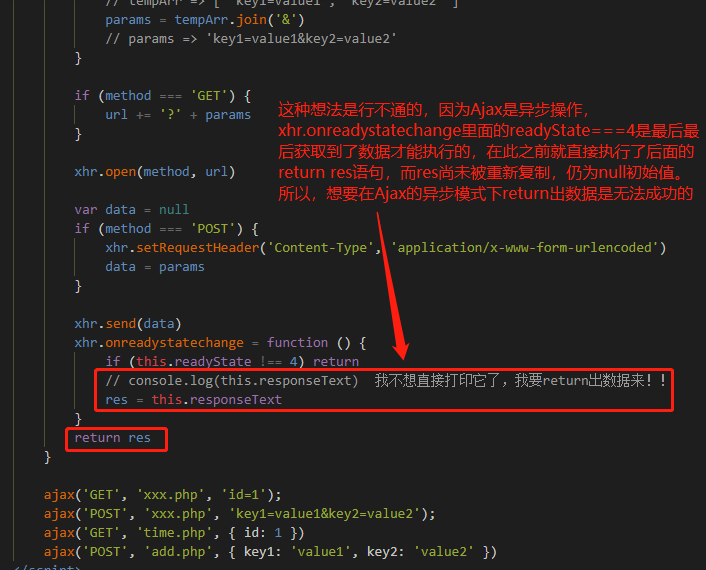 // tempArr => [ 'key1=value1', 'key2=value2' ]
params = tempArr.join('&')
// params => 'key1=value1&key2=value2'
}
if (method === 'GET') {
url += '?' + params
}
这种想法是行不通的，因为Ajax是异步操作，
xhr.onreadystatechange里面的readyState===4是最后最
后获取到了数据才能执行的，在此之前就直接执行了后面的
return res语句，而res尚未被重新复制，仍为null初始值。
所以，想要在Ajax的异步模式下return出数据是无法成功的
xhr.open(method, url)
var data = null
if (method === 'POST') {
xhr.setRequestHeader('Content-Type', 'application/x-www-form-urlencoded')
data = params
}
xhr.send(data)
xhr.onreadystatechange = function () {
if (this.readyState !== 4) return
// console.log(this.responseText)  我不想直接打印它了，我要return出数据来！！
res = this.responseText
}
return res
}
ajax('GET', 'xxx.php', 'id=1');
ajax('POST', 'xxx.php', 'key1=value1&key2=value2');
ajax('GET', 'time.php', { id: 1 })
ajax('POST', 'add.php', { key1: 'value1', key2: 'value2' })
</script>